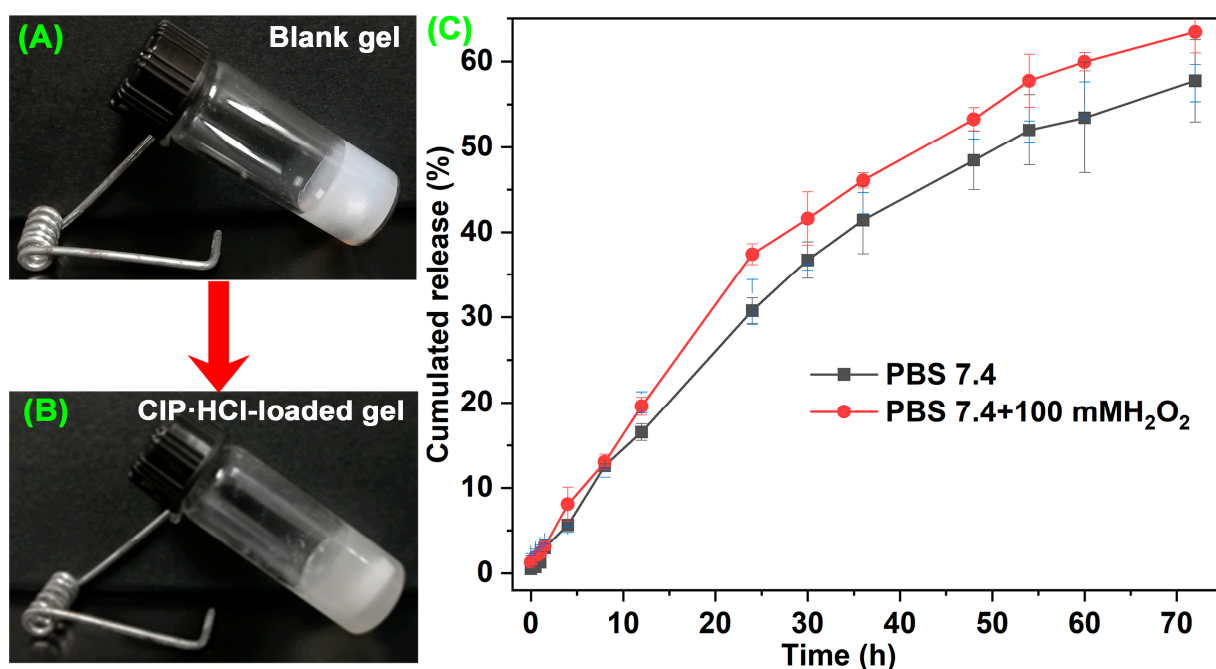 (A)
Blank gel
(B)
CIP·HCl-loaded gel
(C)
Cumulated release (%)
60
50
40
30
20
10
0
PBS 7.4
PBS 7.4+100 mMH₂O₂
0 10 20 30 40 50 60 70
Time (h)